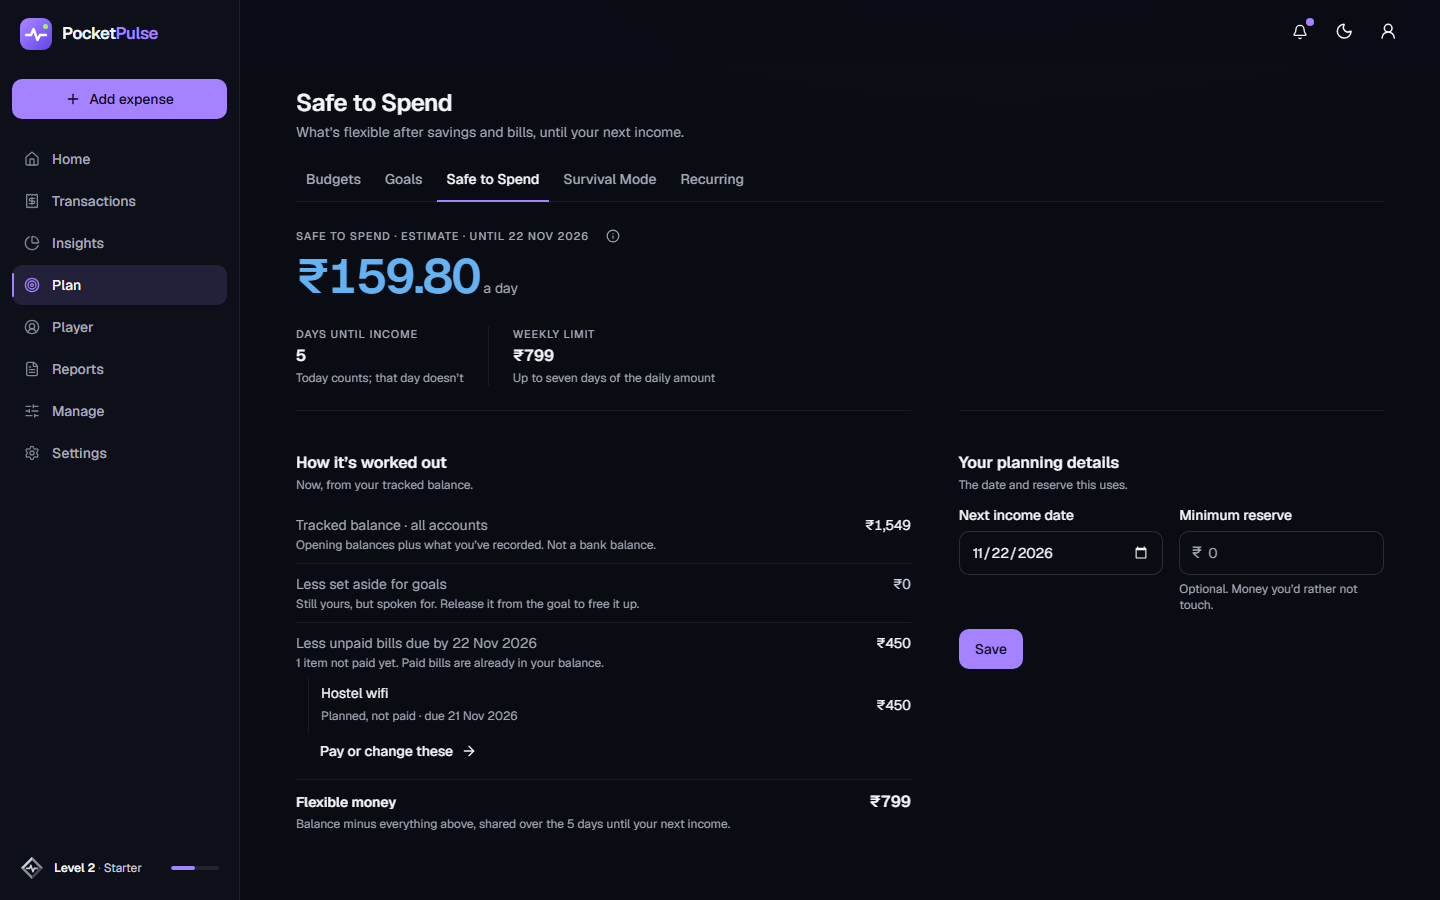 PocketPulse
Add expense
Home
Transactions
Insights
Plan
Player
Reports
Manage
Settings
Level 2 · Starter
Safe to Spend
What's flexible after savings and bills, until your next income.
Budgets Goals Safe to Spend Survival Mode Recurring
SAFE TO SPEND · ESTIMATE · UNTIL 22 NOV 2026
₹159.80 a day
DAYS UNTIL INCOME
5
Today counts; that day doesn't
WEEKLY LIMIT
₹799
Up to seven days of the daily amount
How it's worked out
Now, from your tracked balance.
Tracked balance · all accounts ₹1,549
Opening balances plus what you've recorded. Not a bank balance.
Less set aside for goals ₹0
Still yours, but spoken for. Release it from the goal to free it up.
Less unpaid bills due by 22 Nov 2026 ₹450
1 item not paid yet. Paid bills are already in your balance.
Hostel wifi ₹450
Planned, not paid · due 21 Nov 2026
Pay or change these →
Flexible money ₹799
Balance minus everything above, shared over the 5 days until your next income.
Your planning details
The date and reserve this uses.
Next income date
11/22/2026
Minimum reserve
₹ 0
Optional. Money you'd rather not
touch.
Save